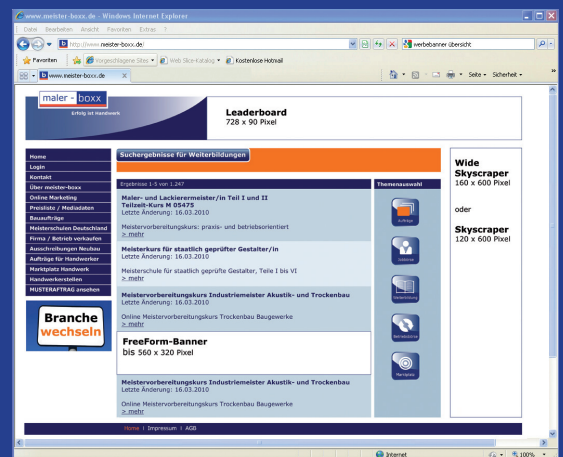 www.meister-boxx.de - Windows Internet Explorer
Datei Bearbeiten Ansicht Favoriten Extras ?
http://www.meister-boxx.de/
werbebanner übersicht
Favoriten
Vorgeschlagene Sites
Web Slice-Katalog
Kostenlose Hotmail
www.meister-boxx.de
Seite
Sicherheit
maler - boxx
Erfolg ist Handwerk
Leaderboard
728 x 90 Pixel
Home
Login
Kontakt
Über meister-boxx
Online Marketing
Preisliste / Mediadaten
Bauaufträge
Meisterschulen Deutschland
Firma / Betrieb verkaufen
Ausschreibungen Neubau
Aufträge für Handwerker
Marktplatz Handwerk
Handwerkerstellen
MUSTERAFTRAG ansehen
Branche
wechseln
Suchergebnisse für Weiterbildungen
Ergebnisse 1-5 von 1.247
Maler- und Lackierermeister/in Teil I und II
Teilzeit-Kurs M 05475
Letzte Änderung: 16.03.2010
Meistervorbereitungskurs: praxis- und betriebsorientiert
> mehr
Meisterkurs für staatlich geprüfter Gestalter/in
Letzte Änderung: 16.03.2010
Meisterschule für staatlich geprüfte Gestalter, Teile I bis VI
> mehr
Meistervorbereitungskurs Industriemeister Akustik- und Trockenbau
Letzte Änderung: 16.03.2010
Online Meistervorbereitungskurs Trockenbau Baugewerke
> mehr
FreeForm-Banner
bis 560 x 320 Pixel
Meistervorbereitungskurs Industriemeister Akustik- und Trockenbau
Letzte Änderung: 16.03.2010
Online Meistervorbereitungskurs Trockenbau Baugewerke
> mehr
Themenauswahl
Aufträge
Jobbörse
Weiterbildung
Betriebsbörse
Marktplatz
Wide
Skyscraper
160 x 600 Pixel
oder
Skyscraper
120 x 600 Pixel
Home I Impressum I AGB
Internet
100%